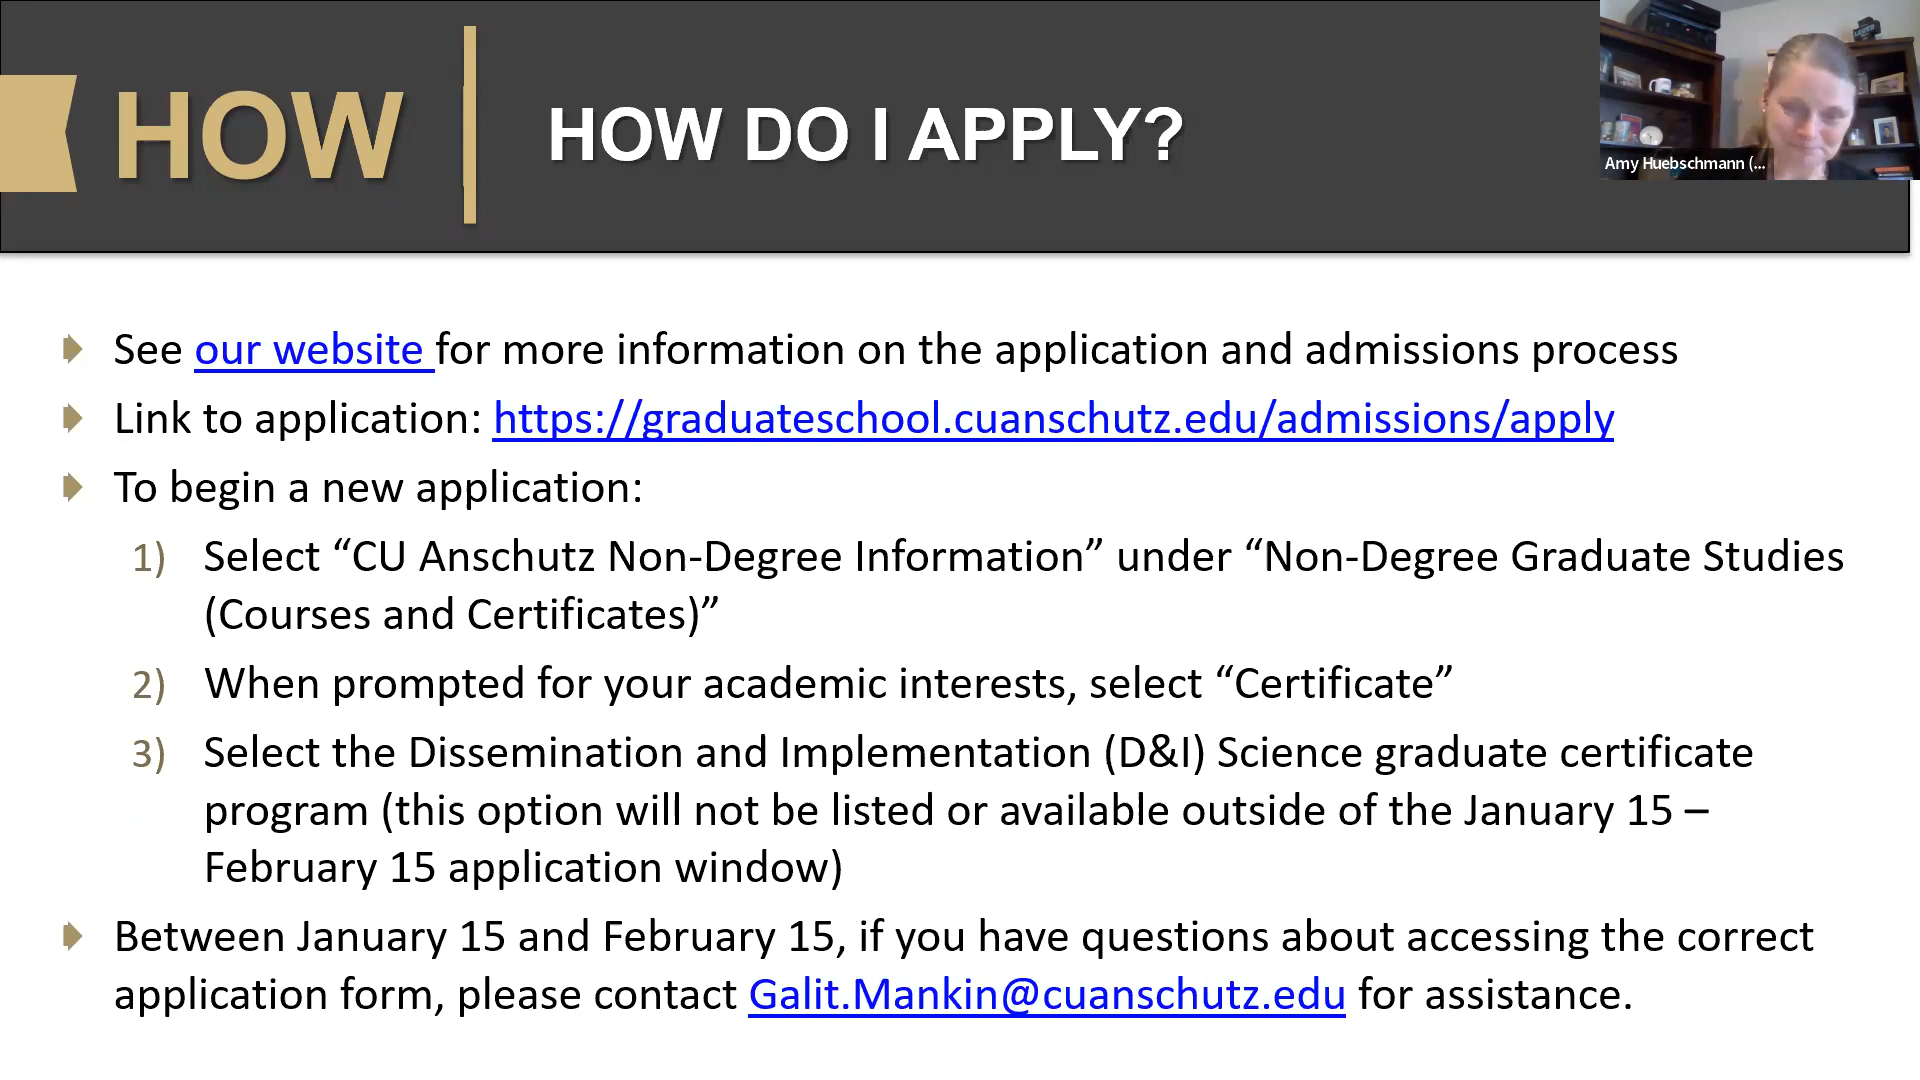 HOW
HOW DO I APPLY?
Amy Huebschmann (...
See our website for more information on the application and admissions process
Link to application: https://graduateschool.cuanschutz.edu/admissions/apply
To begin a new application:
1) Select “CU Anschutz Non-Degree Information” under “Non-Degree Graduate Studies
(Courses and Certificates)”
2) When prompted for your academic interests, select “Certificate”
3) Select the Dissemination and Implementation (D&I) Science graduate certificate
program (this option will not be listed or available outside of the January 15 –
February 15 application window)
Between January 15 and February 15, if you have questions about accessing the correct
application form, please contact Galit.Mankin@cuanschutz.edu for assistance.